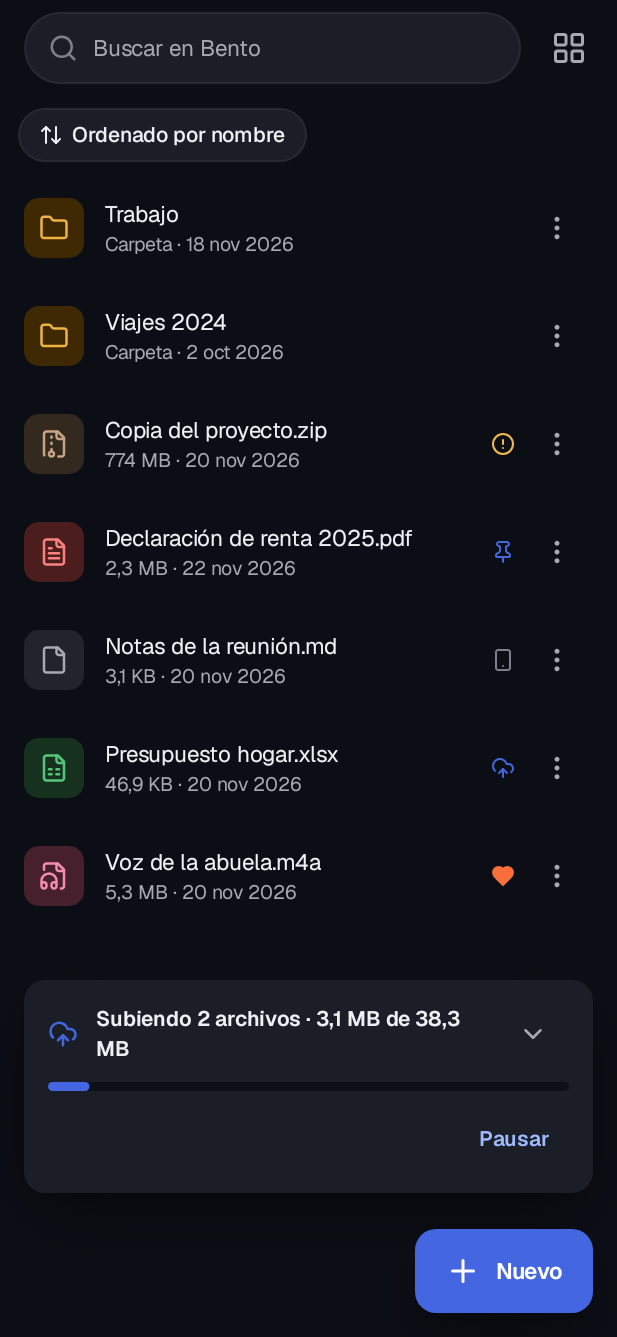 Buscar en Bento
Ordenado por nombre
Trabajo
Carpeta · 18 nov 2026
Viajes 2024
Carpeta · 2 oct 2026
Copia del proyecto.zip
774 MB · 20 nov 2026
Declaración de renta 2025.pdf
2,3 MB · 22 nov 2026
Notas de la reunión.md
3,1 KB · 20 nov 2026
Presupuesto hogar.xlsx
46,9 KB · 20 nov 2026
Voz de la abuela.m4a
5,3 MB · 20 nov 2026
Subiendo 2 archivos · 3,1 MB de 38,3
MB
Pausar
Nuevo